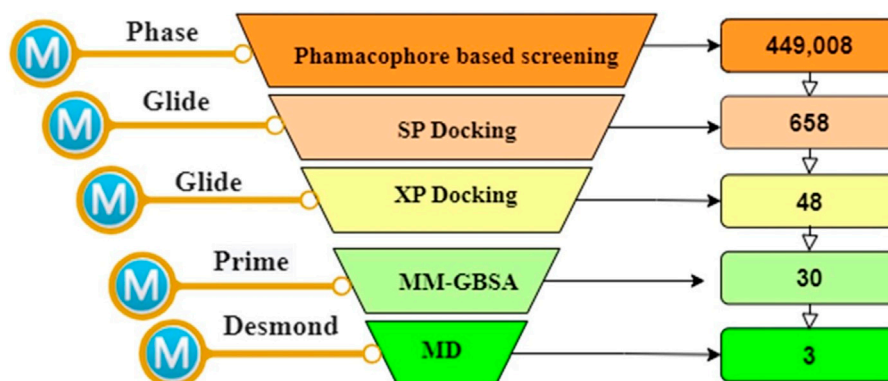 M Phase Phamacophore based screening 449,008
M Glide SP Docking 658
M Glide XP Docking 48
M Prime MM-GBSA 30
M Desmond MD 3